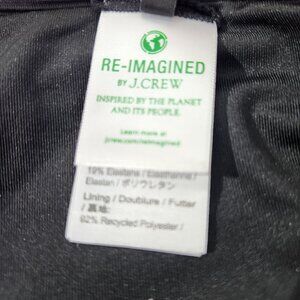 RE-IMAGINED
BY J.CREW
INSPIRED BY THE PLANET
AND ITS PEOPLE.
Learn more at
jcrew.com/reimagined
19% Elastane / Élasthanne /
Elastan / ポリウレタン
Lining / Doublure / Futter
/ 裏地:
92% Recycled Polyester /